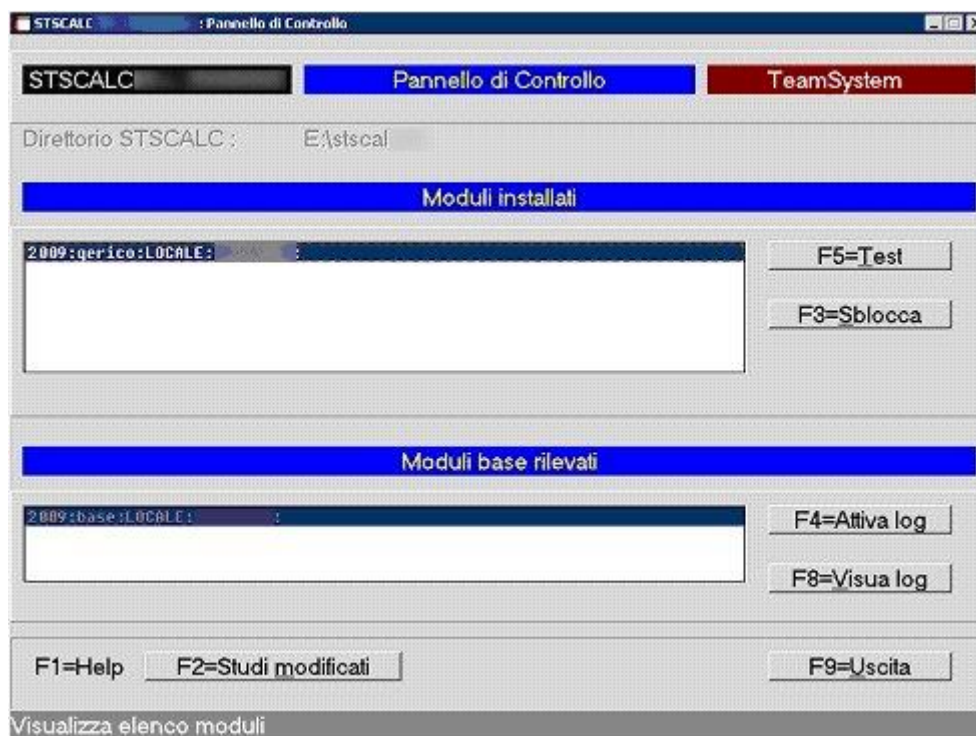 STSCALC : Pannello di Controllo
STSCALC Pannello di Controllo TeamSystem
Direttorio STSCALC : E:\stscal
Moduli installati
2009:gerico:LOCALE: :
F5=Test
F3=Sblocca
Moduli base rilevati
2009:base:LOCALE: :
F4=Attiva log
F8=Visua log
F1=Help F2=Studi modificati F9=Uscita
Visualizza elenco moduli